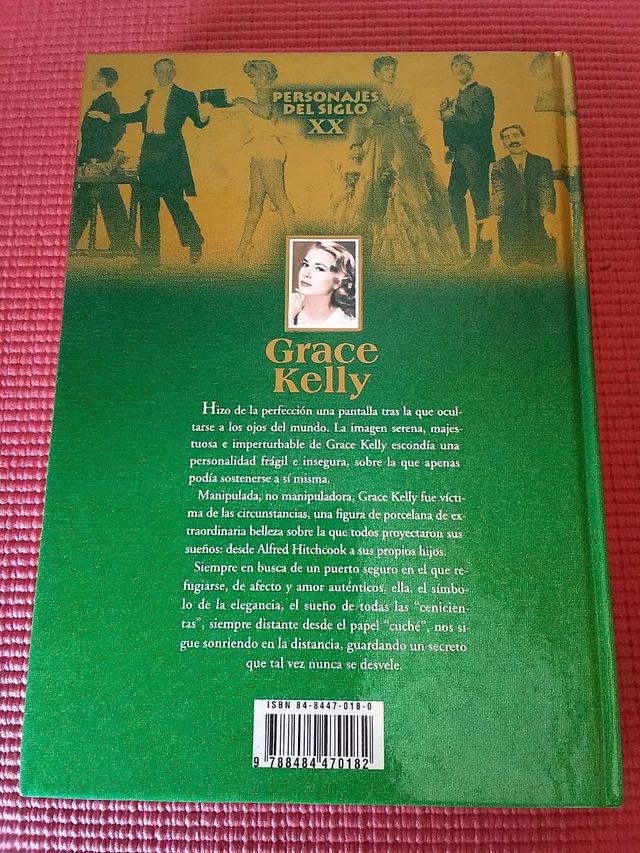 PERSONAJES
DEL SIGLO
XX
Grace
Kelly
Hizo de la perfección una pantalla tras la que ocul-
tarse a los ojos del mundo. La imagen serena, majes-
tuosa e imperturbable de Grace Kelly escondía una
personalidad frágil e insegura, sobre la que apenas
podía sostenerse a sí misma.
Manipulada, no manipuladora, Grace Kelly fue vícti-
ma de las circunstancias, una figura de porcelana de ex-
traordinaria belleza sobre la que todos proyectaron sus
sueños: desde Alfred Hitchcock a sus propios hijos.
Siempre en busca de un puerto seguro en el que re-
fugiarse, de afecto y amor auténticos, ella, el símbo-
lo de la elegancia, el sueño de todas las “cenicien-
tas”, siempre distante desde el papel “cuché”, nos si-
gue sonriendo en la distancia, guardando un secreto
que tal vez nunca se desvele.
ISBN 84-8447-018-0
9 788484 470182